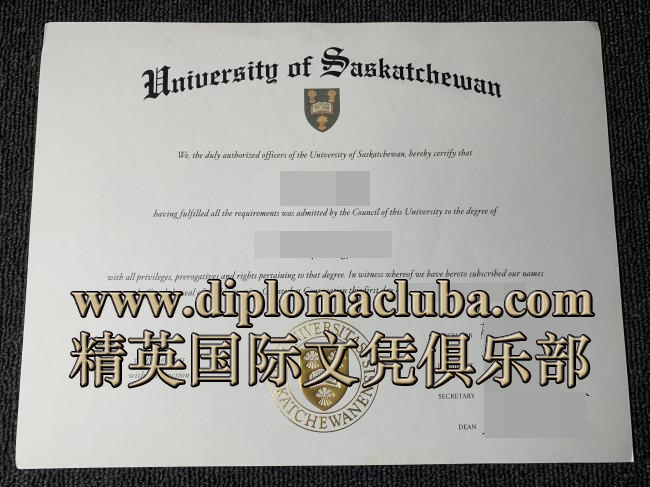 University of Saskatchewan
We, the duly authorized officers of the University of Saskatchewan, hereby certify that
having fulfilled all the requirements was admitted by the Council of this University to the degree of
with all privileges, prerogatives and rights pertaining to that degree. In witness whereof we have hereto subscribed our names
www.diplomacluba.com
精英国际文凭俱乐部
UNIVERSITA
KATCHEWANEN
SECRETARY
DEAN